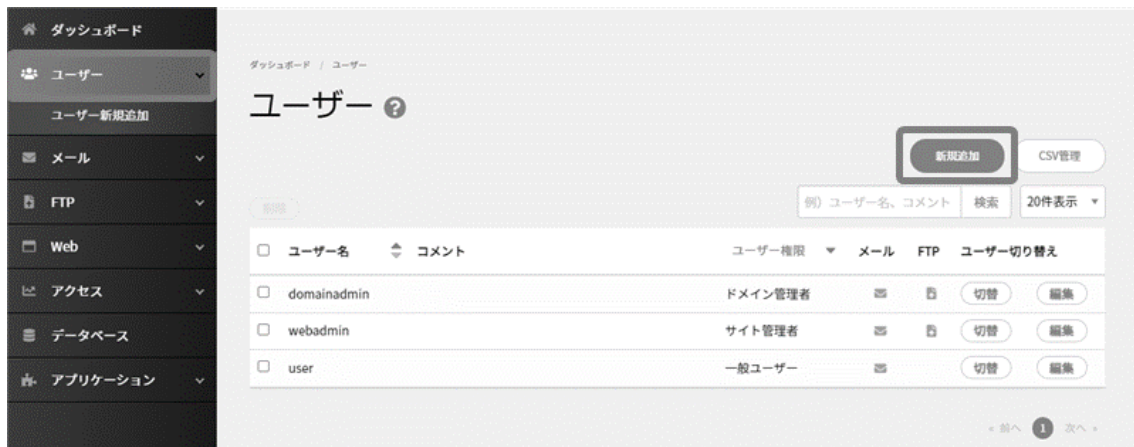 ダッシュボード
ユーザー
ユーザー新規追加
メール
FTP
Web
アクセス
データベース
アプリケーション
ダッシュボード / ユーザー
ユーザー ?
新規追加 CSV管理
削除 例）ユーザー名、コメント 検索 20件表示
ユーザー名 コメント ユーザー権限 メール FTP ユーザー切り替え
domainadmin ドメイン管理者 切替 編集
webadmin サイト管理者 切替 編集
user 一般ユーザー 切替 編集
« 前へ 1 次へ »